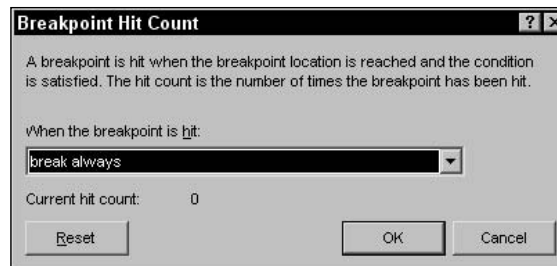 Breakpoint Hit Count
A breakpoint is hit when the breakpoint location is reached and the condition
is satisfied. The hit count is the number of times the breakpoint has been hit.
When the breakpoint is hit:
break always
Current hit count: 0
Reset OK Cancel